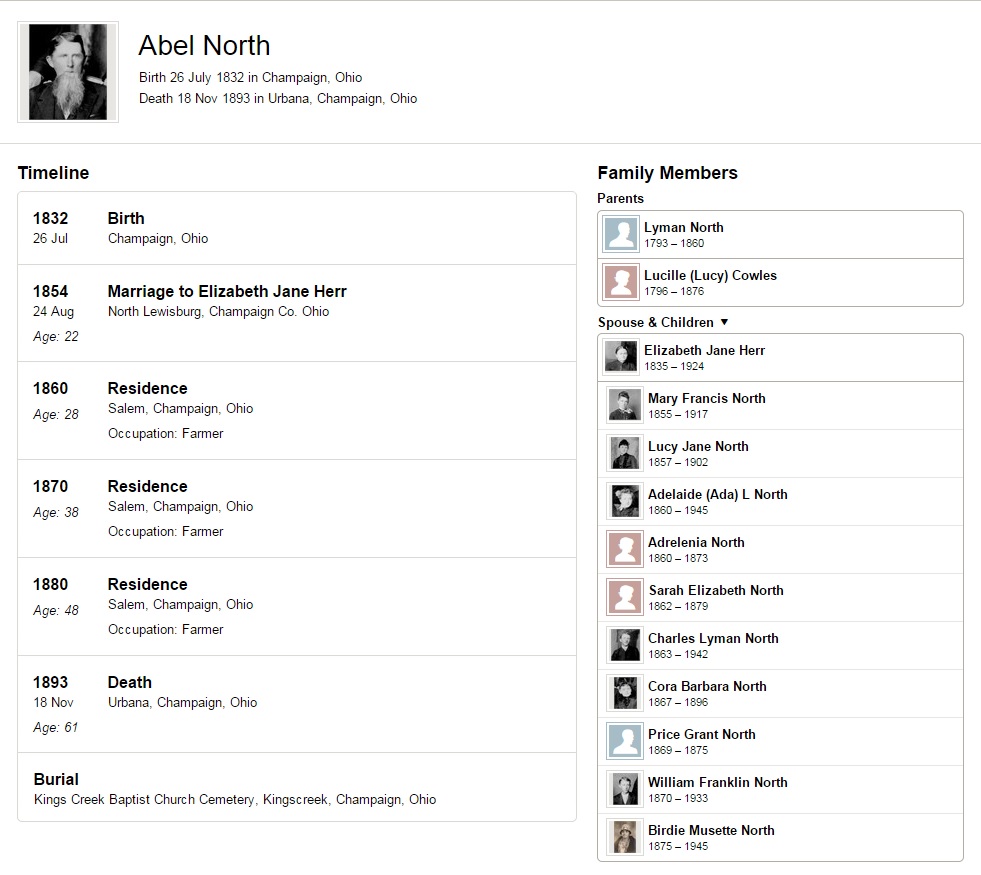 Abel North
Birth 26 July 1832 in Champaign, Ohio
Death 18 Nov 1893 in Urbana, Champaign, Ohio
Timeline
1832 Birth
26 Jul Champaign, Ohio
1854 Marriage to Elizabeth Jane Herr
24 Aug North Lewisburg, Champaign Co. Ohio
Age: 22
1860 Residence
Age: 28 Salem, Champaign, Ohio
Occupation: Farmer
1870 Residence
Age: 38 Salem, Champaign, Ohio
Occupation: Farmer
1880 Residence
Age: 48 Salem, Champaign, Ohio
Occupation: Farmer
1893 Death
18 Nov Urbana, Champaign, Ohio
Age: 61
Burial
Kings Creek Baptist Church Cemetery, Kingscreek, Champaign, Ohio
Family Members
Parents
Lyman North
1793 – 1860
Lucille (Lucy) Cowles
1796 – 1876
Spouse & Children ▼
Elizabeth Jane Herr
1835 – 1924
Mary Francis North
1855 – 1917
Lucy Jane North
1857 – 1902
Adelaide (Ada) L North
1860 – 1945
Adrelenia North
1860 – 1873
Sarah Elizabeth North
1862 – 1879
Charles Lyman North
1863 – 1942
Cora Barbara North
1867 – 1896
Price Grant North
1869 – 1875
William Franklin North
1870 – 1933
Birdie Musette North
1875 – 1945